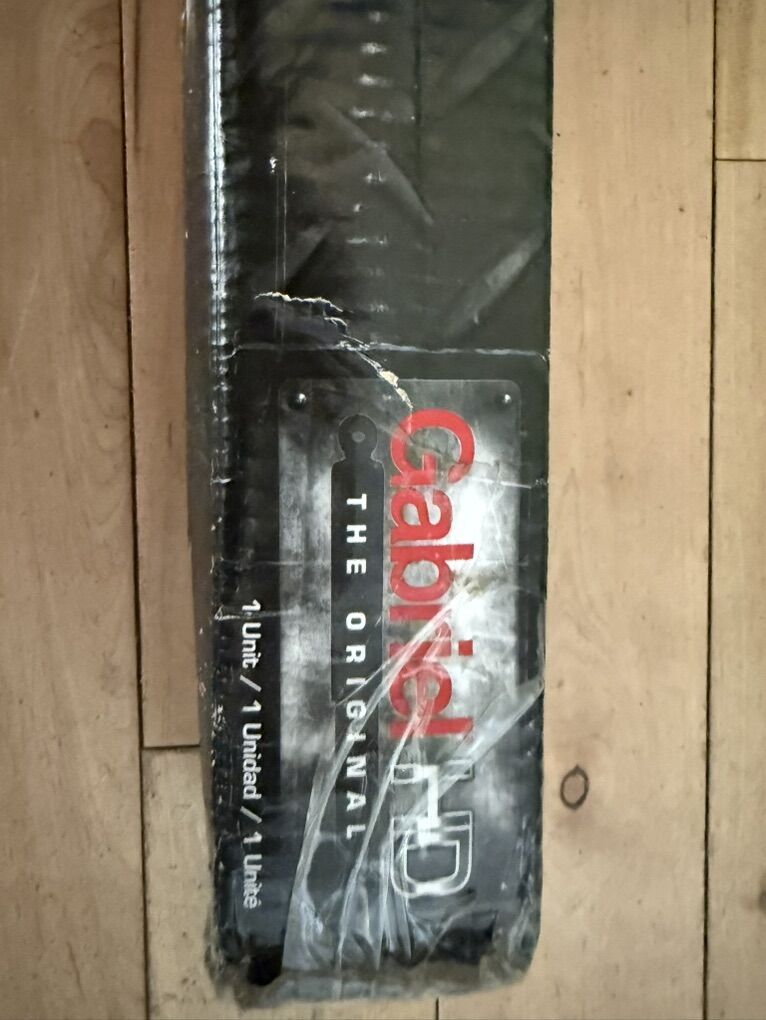 Gabriel HD
THE ORIGINAL
1 Unit / 1 Unidad / 1 Unité